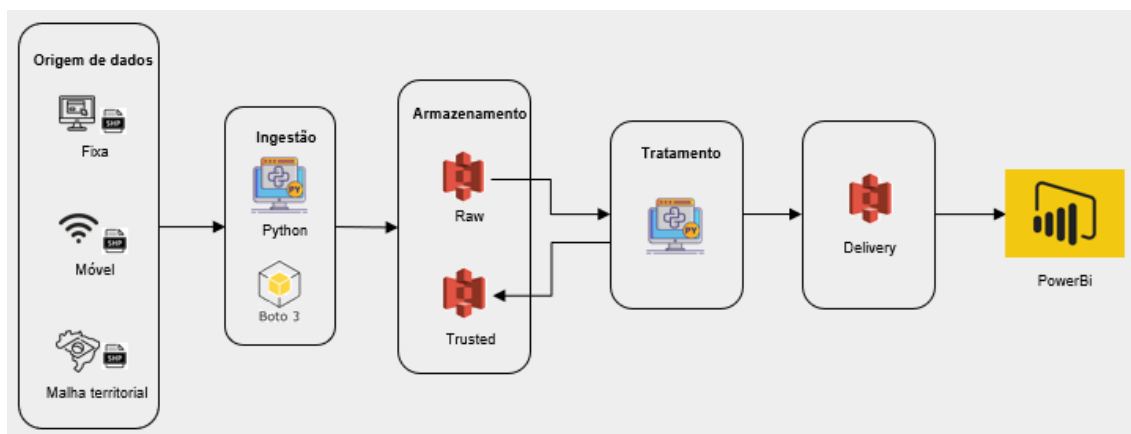 Origem de dados
SHP
Fixa
SHP
Móvel
SHP
Malha territorial
Ingestão
PY
Python
Boto 3
Armazenamento
Raw
Trusted
Tratamento
PY
Delivery
PowerBi